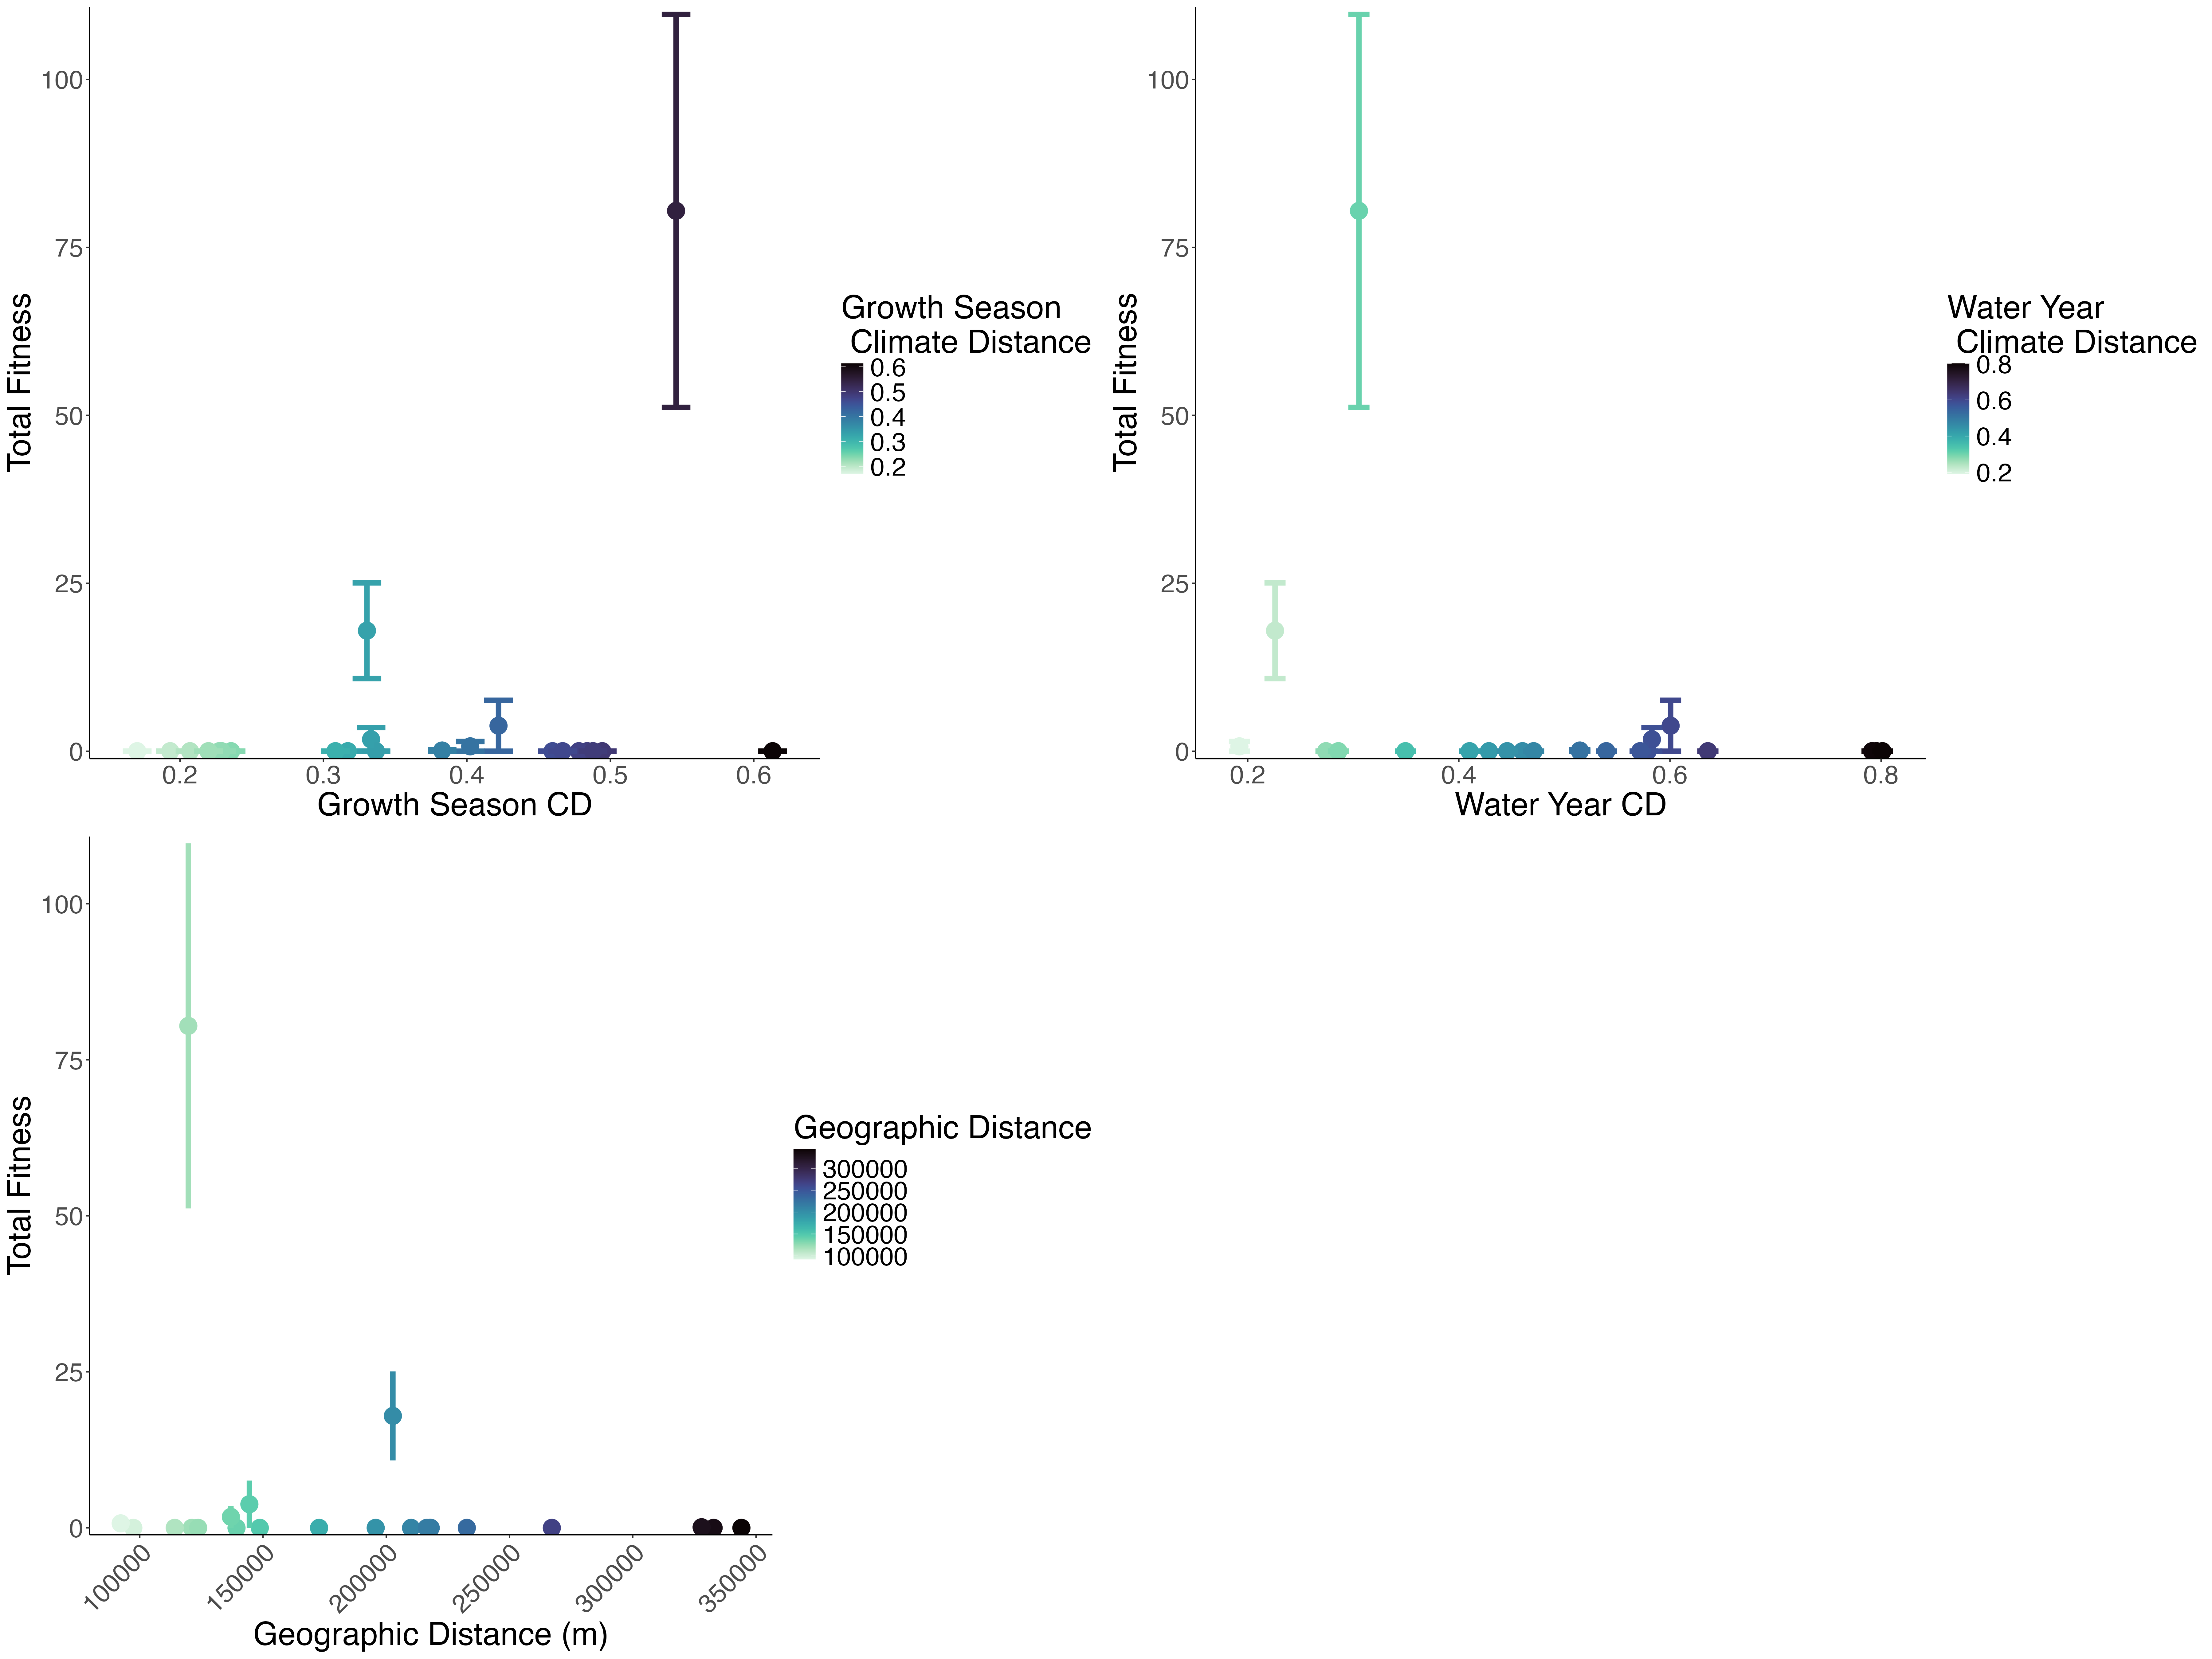 Total Fitness
100
75
50
25
0
0.2 0.3 0.4 0.5 0.6
Growth Season CD
Growth Season
Climate Distance
0.6
0.5
0.4
0.3
0.2
Total Fitness
100
75
50
25
0
0.2 0.4 0.6 0.8
Water Year CD
Water Year
Climate Distance
0.8
0.6
0.4
0.2
Total Fitness
100
75
50
25
0
100000 150000 200000 250000 300000 350000
Geographic Distance (m)
Geographic Distance
300000
250000
200000
150000
100000